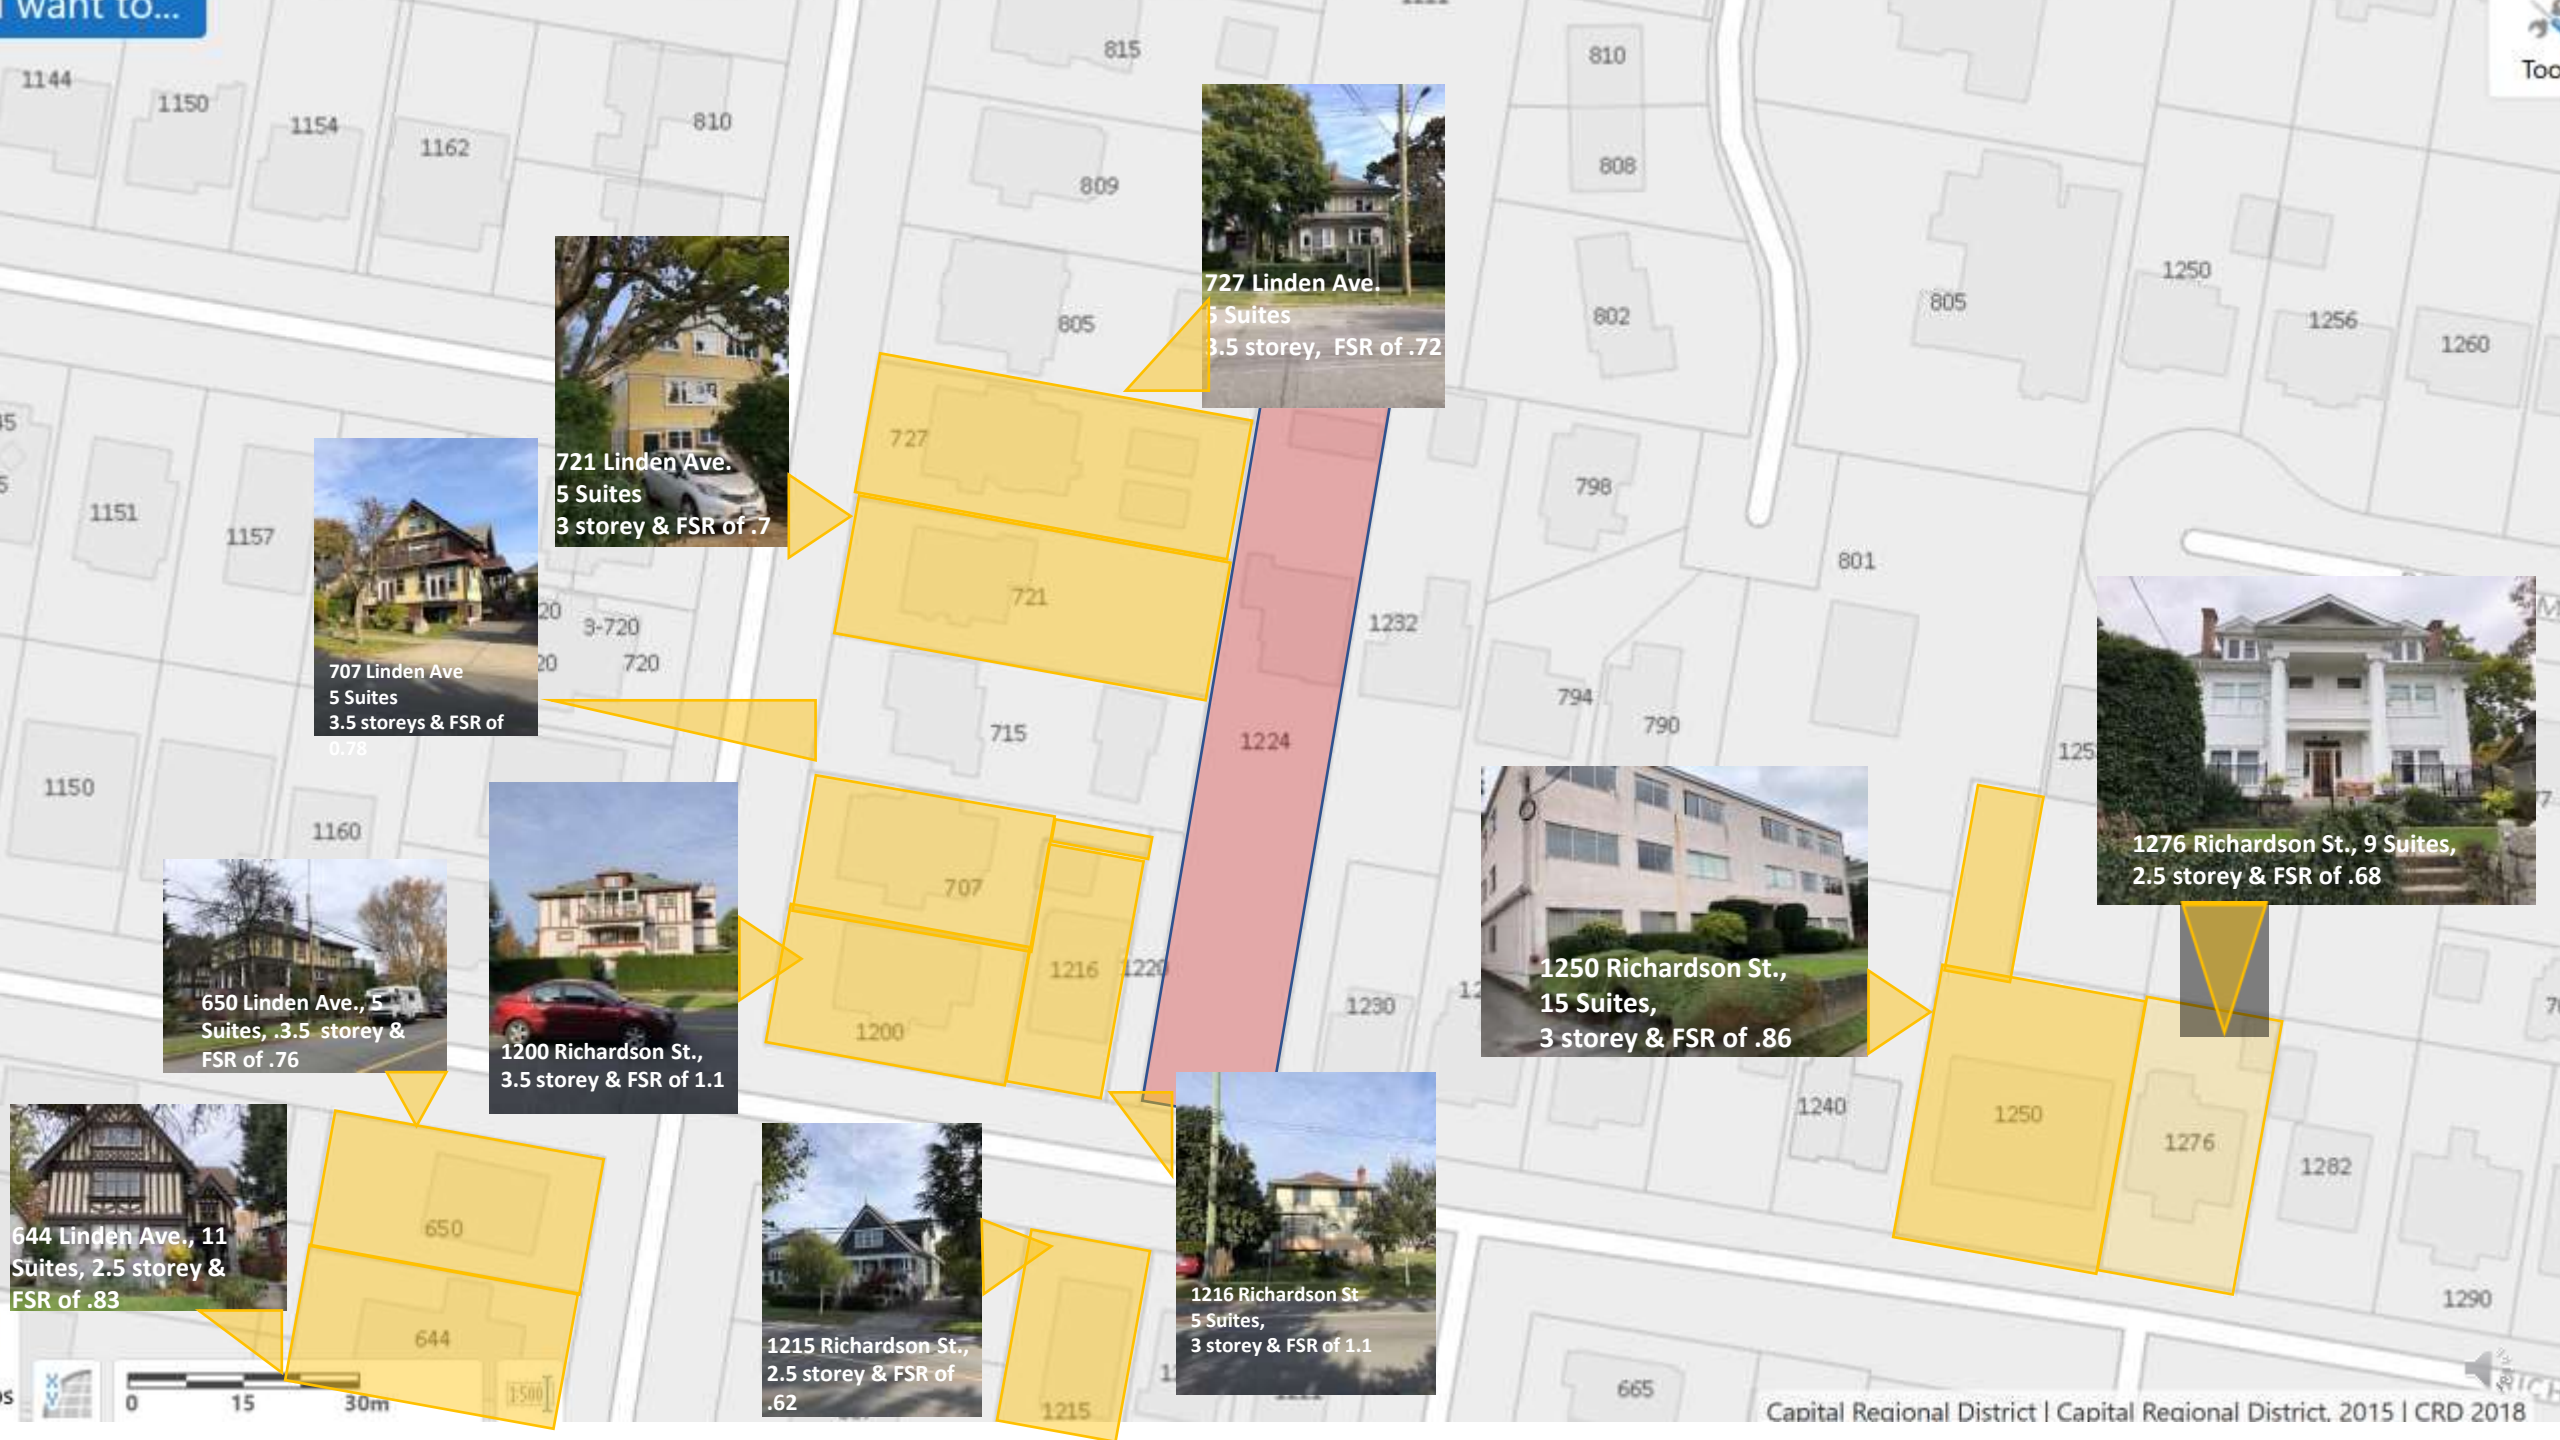 I want to...
Too
1144
1150
1154
1162
810
815
809
805
810
808
802
805
1250
1256
1260
727 Linden Ave.
5 Suites
3.5 storey, FSR of .72
721 Linden Ave.
5 Suites
3 storey & FSR of .7
727
721
1151
1157
798
801
707 Linden Ave
5 Suites
3.5 storeys & FSR of
0.78
3-720
720
715
1224
1232
794
790
1150
1160
707
1216
1220
1200
1230
1276 Richardson St., 9 Suites,
2.5 storey & FSR of .68
1250 Richardson St.,
15 Suites,
3 storey & FSR of .86
650 Linden Ave., 5
Suites, .3.5 storey &
FSR of .76
1200 Richardson St.,
3.5 storey & FSR of 1.1
1240
1250
1276
1282
1290
650
644
644 Linden Ave., 11
Suites, 2.5 storey &
FSR of .83
1215 Richardson St.,
2.5 storey & FSR of
.62
1215
1216 Richardson St
5 Suites,
3 storey & FSR of 1.1
665
0 15 30m
1:500
Capital Regional District | Capital Regional District, 2015 | CRD 2018